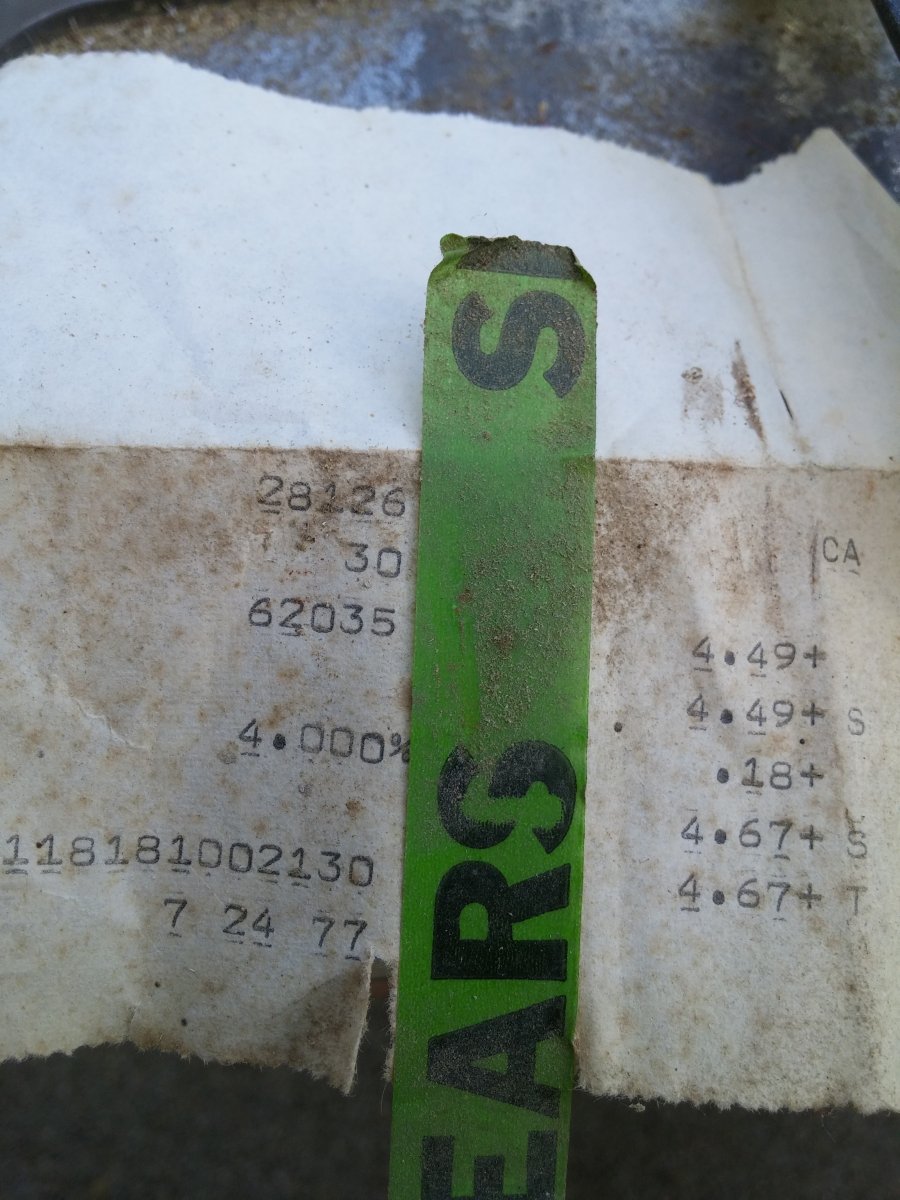 28126
30 CA
62035
4.49+
4.49+ S
4.000% .18+
4.67+ S
118181002130
4.67+ T
7 24 77
S
EARS